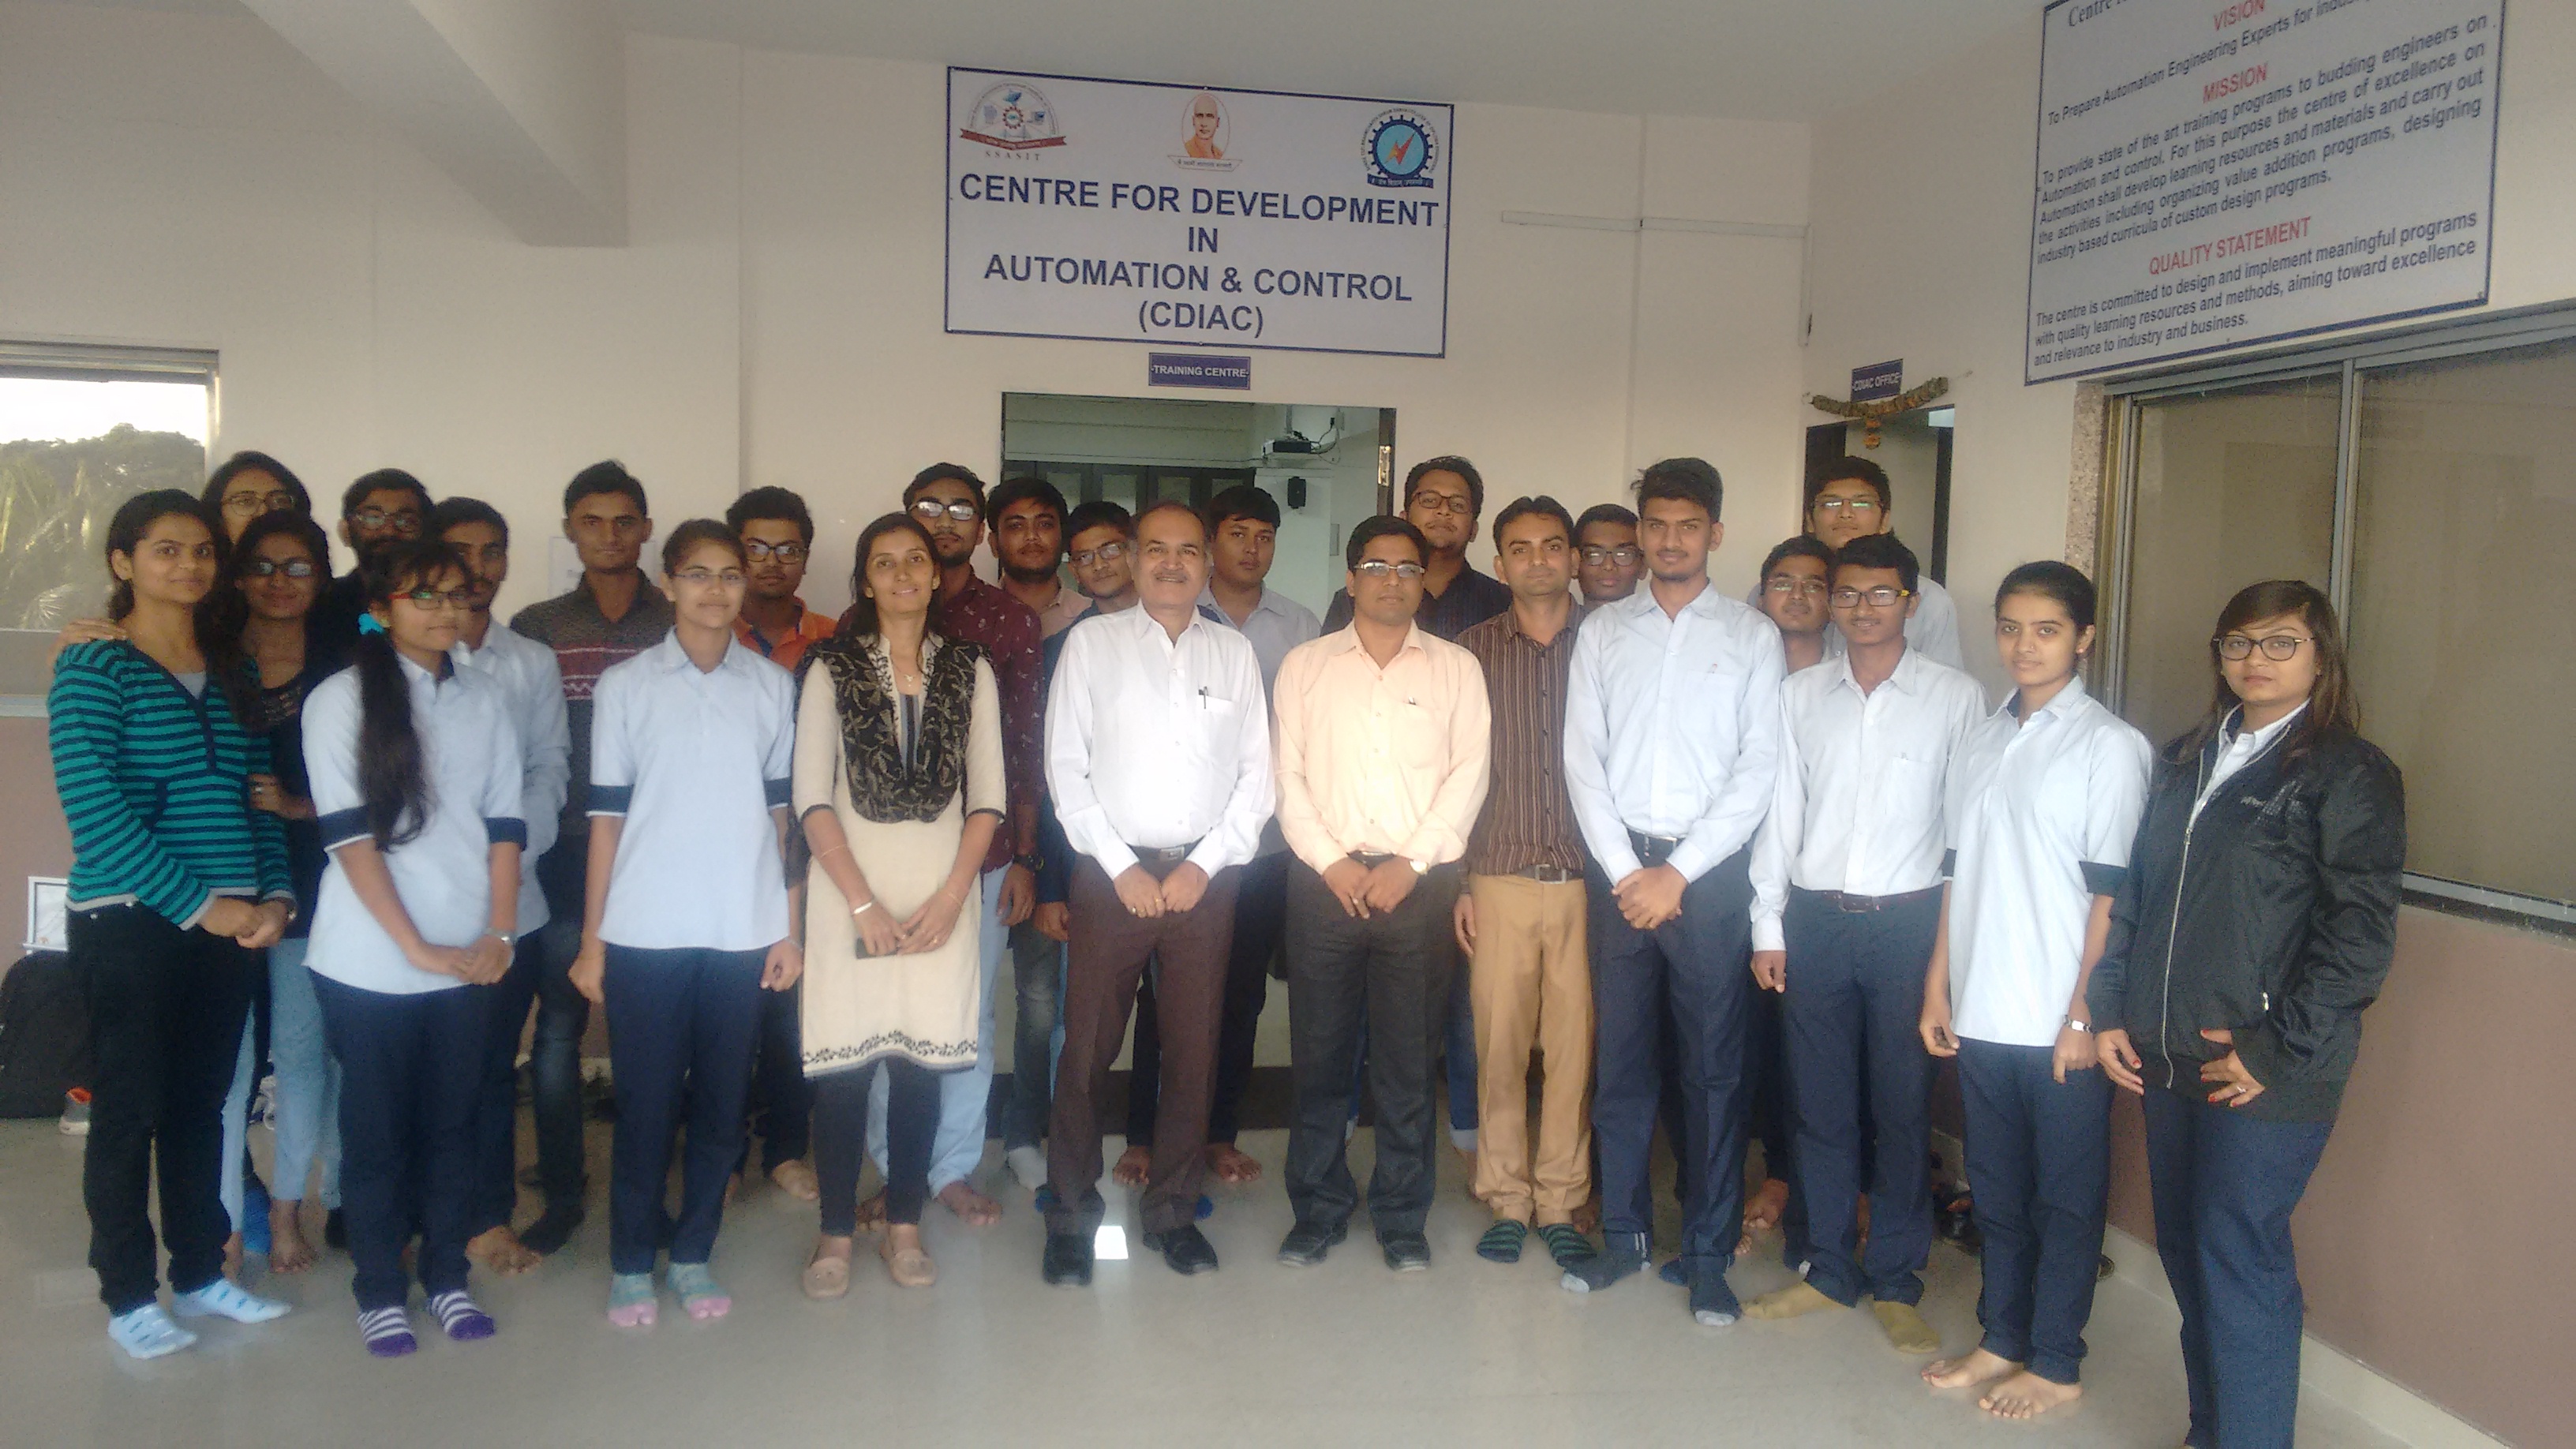 SSASIT
CENTRE FOR DEVELOPMENT
IN
AUTOMATION & CONTROL
(CDIAC)
TRAINING CENTRE
CDIAC OFFICE
Centre
VISION
To Prepare Automation Engineering Experts for
MISSION
To provide state of the art training programs to budding engineers on
Automation and control. For this purpose the centre of excellence on
Automation shall develop learning resources and materials and carry out
the activities including organizing value addition programs, designing
industry based curricula of custom design programs.
QUALITY STATEMENT
The centre is committed to design and implement meaningful programs
with quality learning resources and methods, aiming toward excellence
and relevance to industry and business.